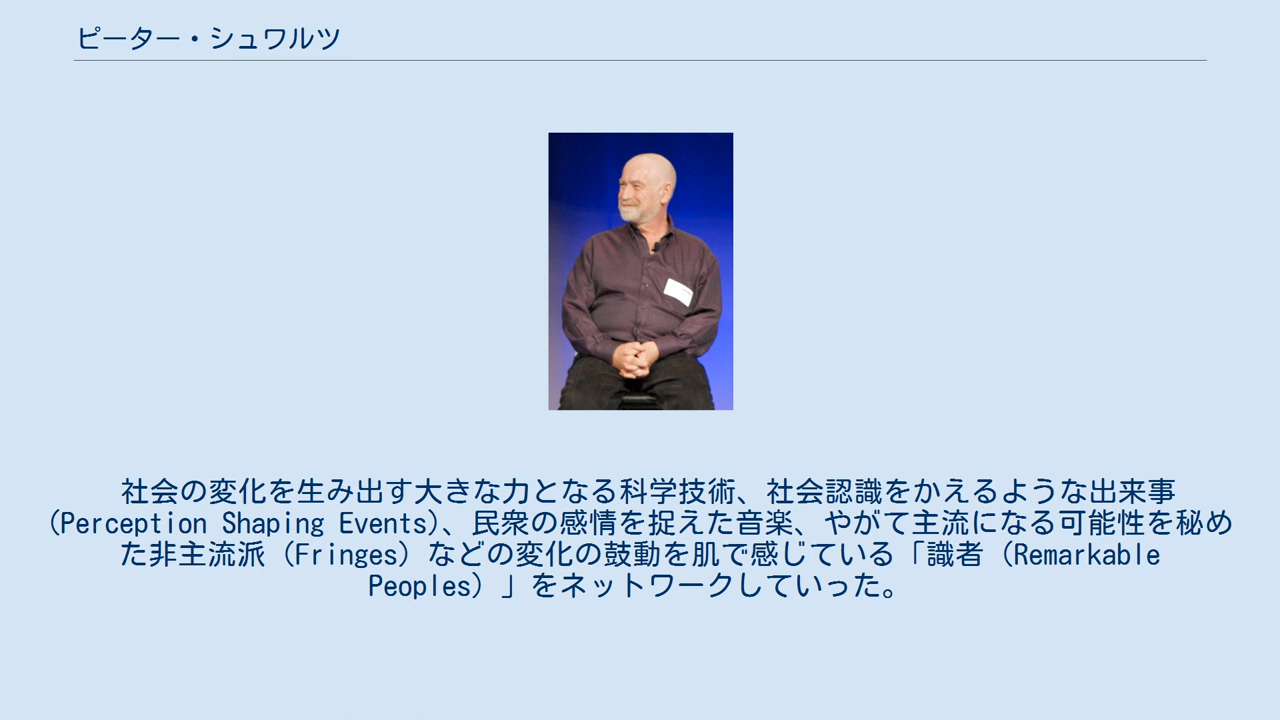 ピーター・シュワルツ
社会の変化を生み出す大きな力となる科学技術、社会認識をかえるような出来事
（Perception Shaping Events）、民衆の感情を捉えた音楽、やがて主流になる可能性を秘め
た非主流派（Fringes）などの変化の鼓動を肌で感じている「識者（Remarkable
Peoples）」をネットワークしていった。